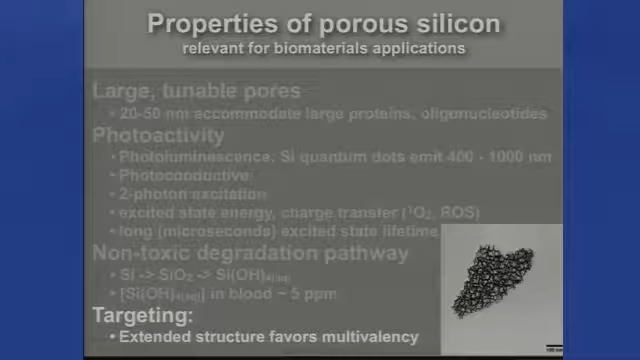 Properties of porous silicon
relevant for biomaterials applications
Large, tunable pores
• 20-50 nm accommodate large proteins, oligonucleotides
Photoactivity
• Photoluminescence. Si quantum dots emit 400 - 1000 nm
• Photoconductive
• 2-photon excitation
• excited state energy, charge transfer (¹O₂, ROS)
• long (microseconds) excited state lifetime
Non-toxic degradation pathway
• Si -> SiO₂ -> Si(OH)₄(aq)
• [Si(OH)₄(aq)] in blood ~ 5 ppm
Targeting:
• Extended structure favors multivalency